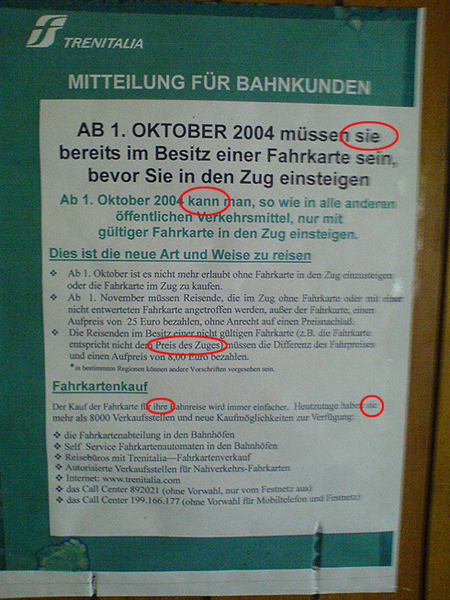 TRENITALIA
MITTEILUNG FÜR BAHNKUNDEN
AB 1. OKTOBER 2004 müssen sie
bereits im Besitz einer Fahrkarte sein,
bevor Sie in den Zug einsteigen
Ab 1. Oktober 2004 kann man, so wie in alle anderen
öffentlichen Verkehrsmittel, nur mit
gültiger Fahrkarte in den Zug einsteigen.
Dies ist die neue Art und Weise zu reisen
❖ Ab 1. Oktober ist es nicht mehr erlaubt ohne Fahrkarte in den Zug einzusteigen
oder die Fahrkarte im Zug zu kaufen.
❖ Ab 1. November müssen Reisende, die im Zug ohne Fahrkarte oder mit einer
nicht entwerteten Fahrkarte angetroffen werden, außer der Fahrkarte, einen
Aufpreis von 25 Euro bezahlen, ohne Anrecht auf einen Preisnachlaß.
❖ Die Reisenden im Besitz einer nicht gültigen Fahrkarte (z.B. die Fahrkarte
entspricht nicht dem Preis des Zuges) müssen die Differenz des Fahrpreises
und einen Aufpreis von 8,00 Euro bezahlen.
*in bestimmten Regionen können andere Vorschriften vorgesehen sein.
Fahrkartenkauf
Der Kauf der Fahrkarte für ihre Bahnreise wird immer einfacher. Heutzutage haben sie
mehr als 8000 Verkaufsstellen und neue Kaufmöglichkeiten zur Verfügung:
❖ die Fahrkartenabteilung in den Bahnhöfen
❖ Self Service Fahrkartenautomaten in den Bahnhöfen
❖ Reisebüros mit Trenitalia—Fahrkartenverkauf
❖ Autorisierte Verkaufsstellen für Nahverkehrs-Fahrkarten
❖ Internet: www.trenitalia.com
❖ das Call Center 892021 (ohne Vorwahl, nur vom Festnetz aus)
❖ das Call Center 199.166.177 (ohne Vorwahl für Mobiltelefon und Festnetz)